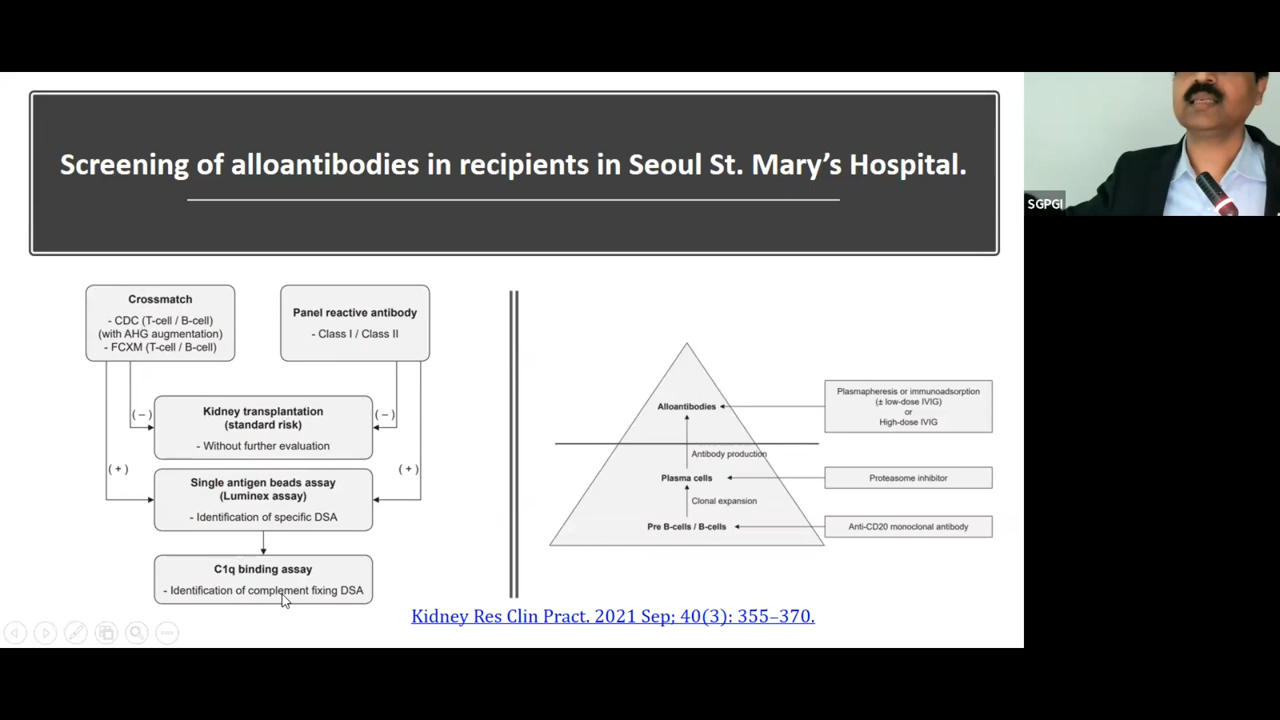 Screening of alloantibodies in recipients in Seoul St. Mary's Hospital.
SGPGI
Crossmatch
- CDC (T-cell / B-cell)
(with AHG augmentation)
- FCXM (T-cell / B-cell)
Panel reactive antibody
- Class I / Class II
( – )
( – )
Kidney transplantation
(standard risk)
- Without further evaluation
( + )
( + )
Single antigen beads assay
(Luminex assay)
- Identification of specific DSA
C1q binding assay
- Identification of complement fixing DSA
Alloantibodies
Antibody production
Plasma cells
Clonal expansion
Pre B-cells / B-cells
Plasmapheresis or immunoadsorption
(± low-dose IVIG)
or
High-dose IVIG
Proteasome inhibitor
Anti-CD20 monoclonal antibody
Kidney Res Clin Pract. 2021 Sep; 40(3): 355–370.